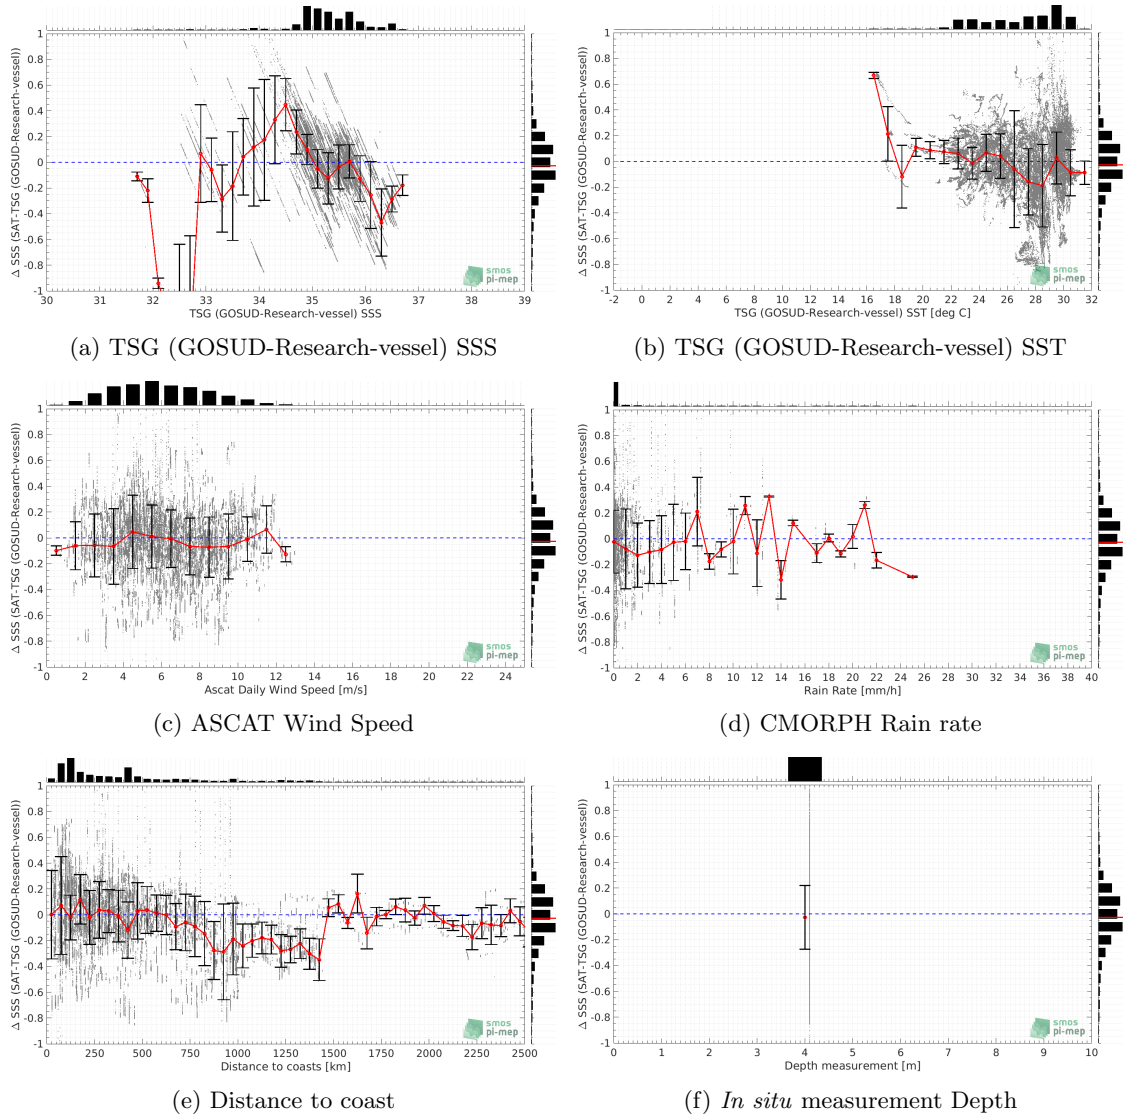 Δ SSS (SAT-TSG (GOSUD-Research-vessel))
1
0.8
0.6
0.4
0.2
0
-0.2
-0.4
-0.6
-0.8
-1
30 31 32 33 34 35 36 37 38 39
TSG (GOSUD-Research-vessel) SSS
smos
pi-mep
(a) TSG (GOSUD-Research-vessel) SSS
Δ SSS (SAT-TSG (GOSUD-Research-vessel))
1
0.8
0.6
0.4
0.2
0
-0.2
-0.4
-0.6
-0.8
-1
-2 0 2 4 6 8 10 12 14 16 18 20 22 24 26 28 30 32
TSG (GOSUD-Research-vessel) SST [deg C]
smos
pi-mep
(b) TSG (GOSUD-Research-vessel) SST
Δ SSS (SAT-TSG (GOSUD-Research-vessel))
1
0.8
0.6
0.4
0.2
0
-0.2
-0.4
-0.6
-0.8
-1
0 2 4 6 8 10 12 14 16 18 20 22 24
Ascat Daily Wind Speed [m/s]
smos
pi-mep
(c) ASCAT Wind Speed
Δ SSS (SAT-TSG (GOSUD-Research-vessel))
1
0.8
0.6
0.4
0.2
0
-0.2
-0.4
-0.6
-0.8
-1
0 2 4 6 8 10 12 14 16 18 20 22 24 26 28 30 32 34 36 38 40
Rain Rate [mm/h]
smos
pi-mep
(d) CMORPH Rain rate
Δ SSS (SAT-TSG (GOSUD-Research-vessel))
1
0.8
0.6
0.4
0.2
0
-0.2
-0.4
-0.6
-0.8
-1
0 250 500 750 1000 1250 1500 1750 2000 2250 2500
Distance to coasts [km]
smos
pi-mep
(e) Distance to coast
Δ SSS (SAT-TSG (GOSUD-Research-vessel))
1
0.8
0.6
0.4
0.2
0
-0.2
-0.4
-0.6
-0.8
-1
0 1 2 3 4 5 6 7 8 9 10
Depth measurement [m]
smos
pi-mep
(f) In situ measurement Depth